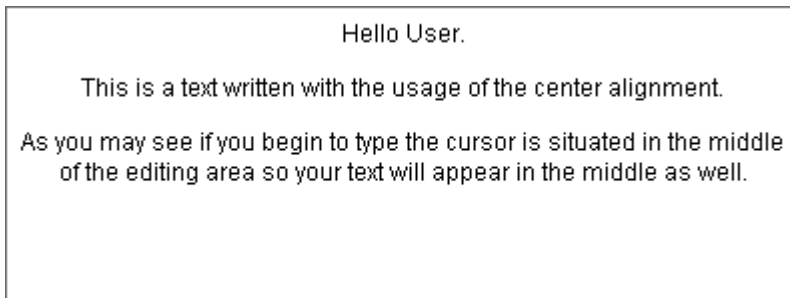 Hello User.
This is a text written with the usage of the center alignment.
As you may see if you begin to type the cursor is situated in the middle
of the editing area so your text will appear in the middle as well.